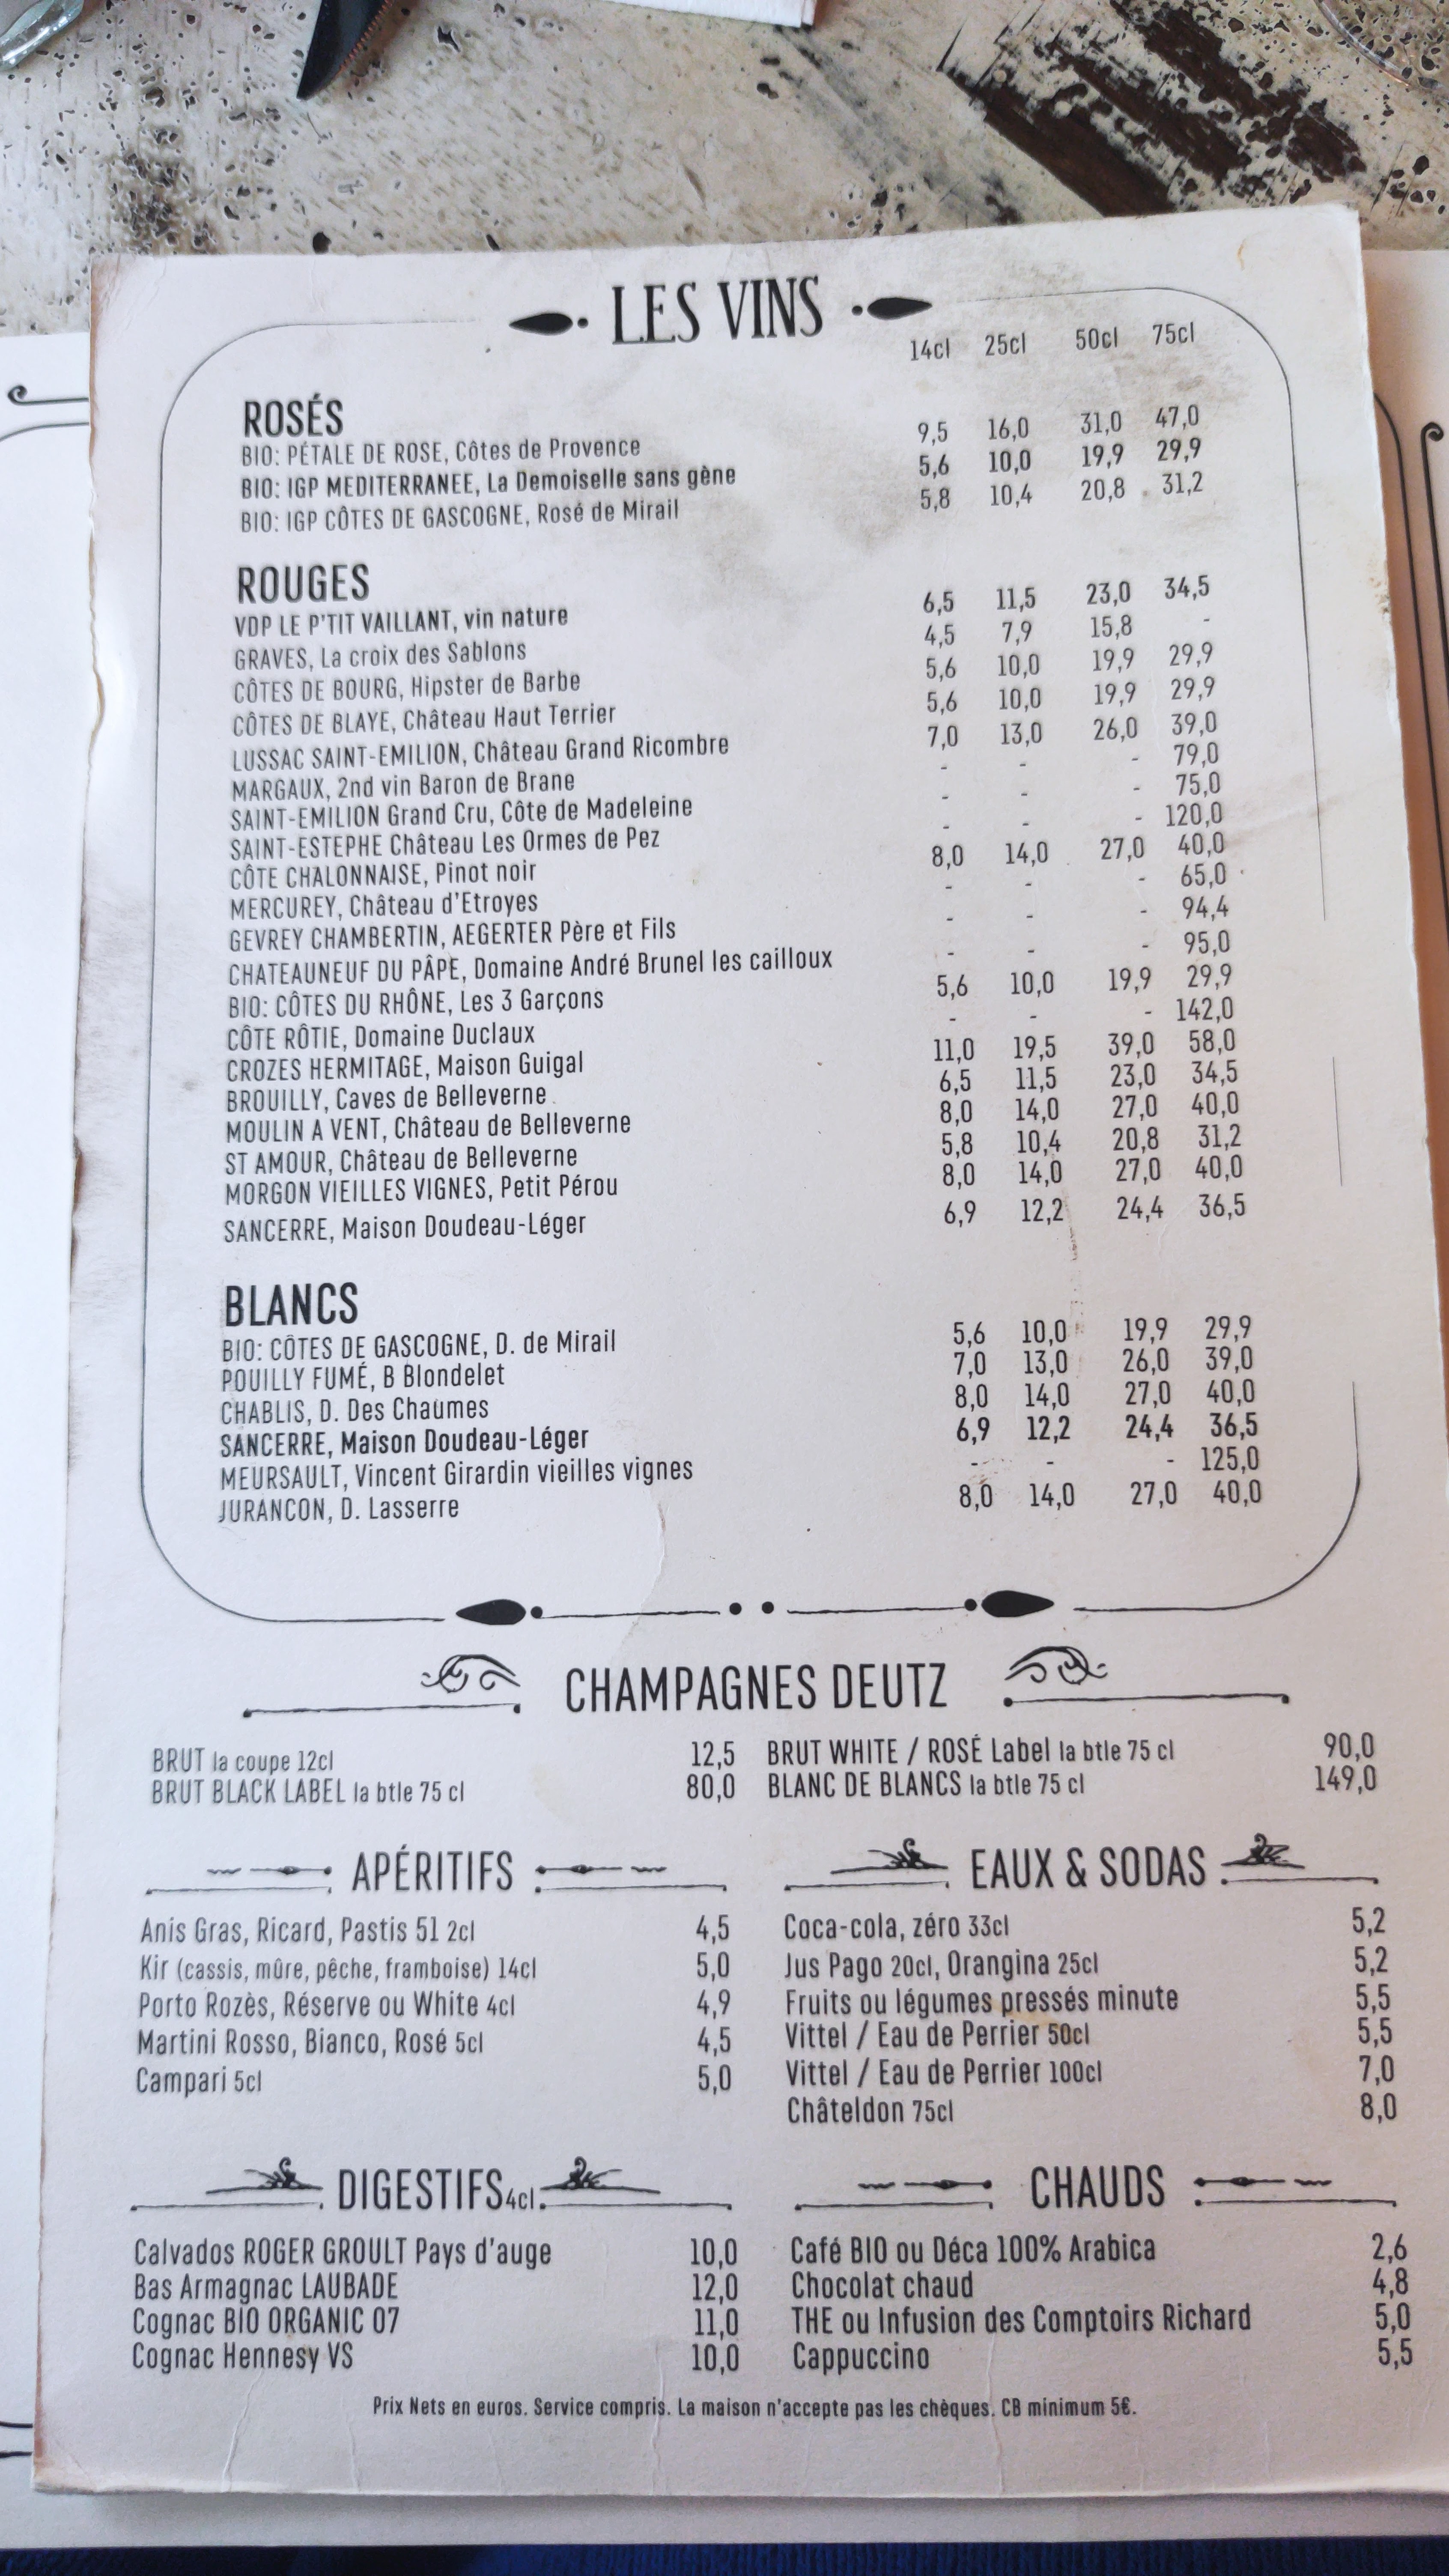 LES VINS
14cl 25cl 50cl 75cl
ROSÉS
BIO: PÉTALE DE ROSE, Côtes de Provence 9,5 16,0 31,0 47,0
BIO: IGP MEDITERRANEE, La Demoiselle sans gène 5,6 10,0 19,9 29,9
BIO: IGP CÔTES DE GASCOGNE, Rosé de Mirail 5,8 10,4 20,8 31,2
ROUGES
VDP LE P'TIT VAILLANT, vin nature 6,5 11,5 23,0 34,5
GRAVES, La croix des Sablons 4,5 7,9 15,8 -
CÔTES DE BOURG, Hipster de Barbe 5,6 10,0 19,9 29,9
CÔTES DE BLAYE, Château Haut Terrier 5,6 10,0 19,9 29,9
LUSSAC SAINT-EMILION, Château Grand Ricombre 7,0 13,0 26,0 39,0
MARGAUX, 2nd vin Baron de Brane - - - 79,0
SAINT-EMILION Grand Cru, Côte de Madeleine - - - 75,0
SAINT-ESTEPHE Château Les Ormes de Pez - - - 120,0
CÔTE CHALONNAISE, Pinot noir 8,0 14,0 27,0 40,0
MERCUREY, Château d'Etroyes - - - 65,0
GEVREY CHAMBERTIN, AEGERTER Père et Fils - - - 94,4
CHATEAUNEUF DU PÂPE, Domaine André Brunel les cailloux - - - 95,0
BIO: CÔTES DU RHÔNE, Les 3 Garçons 5,6 10,0 19,9 29,9
CÔTE RÔTIE, Domaine Duclaux - - - 142,0
CROZES HERMITAGE, Maison Guigal 11,0 19,5 39,0 58,0
BROUILLY, Caves de Belleverne 6,5 11,5 23,0 34,5
MOULIN A VENT, Château de Belleverne 8,0 14,0 27,0 40,0
ST AMOUR, Château de Belleverne 5,8 10,4 20,8 31,2
MORGON VIEILLES VIGNES, Petit Pérou 8,0 14,0 27,0 40,0
SANCERRE, Maison Doudeau-Léger 6,9 12,2 24,4 36,5
BLANCS
BIO: CÔTES DE GASCOGNE, D. de Mirail 5,6 10,0 19,9 29,9
POUILLY FUMÉ, B Blondelet 7,0 13,0 26,0 39,0
CHABLIS, D. Des Chaumes 8,0 14,0 27,0 40,0
SANCERRE, Maison Doudeau-Léger 6,9 12,2 24,4 36,5
MEURSAULT, Vincent Girardin vieilles vignes - - - 125,0
JURANCON, D. Lasserre 8,0 14,0 27,0 40,0
CHAMPAGNES DEUTZ
BRUT la coupe 12cl 12,5 BRUT WHITE / ROSÉ Label la btle 75 cl 90,0
BRUT BLACK LABEL la btle 75 cl 80,0 BLANC DE BLANCS la btle 75 cl 149,0
APÉRITIFS
Anis Gras, Ricard, Pastis 51 2cl 4,5
Kir (cassis, mûre, pêche, framboise) 14cl 5,0
Porto Rozès, Réserve ou White 4cl 4,9
Martini Rosso, Bianco, Rosé 5cl 4,5
Campari 5cl 5,0
EAUX & SODAS
Coca-cola, zéro 33cl 5,2
Jus Pago 20cl, Orangina 25cl 5,2
Fruits ou légumes pressés minute 5,5
Vittel / Eau de Perrier 50cl 5,5
Vittel / Eau de Perrier 100cl 7,0
Châteldon 75cl 8,0
DIGESTIFS 4cl.
Calvados ROGER GROULT Pays d'auge 10,0
Bas Armagnac LAUBADE 12,0
Cognac BIO ORGANIC 07 11,0
Cognac Hennesy VS 10,0
CHAUDS
Café BIO ou Déca 100% Arabica 2,6
Chocolat chaud 4,8
THE ou Infusion des Comptoirs Richard 5,0
Cappuccino 5,5
Prix Nets en euros. Service compris. La maison n'accepte pas les chèques. CB minimum 5€.